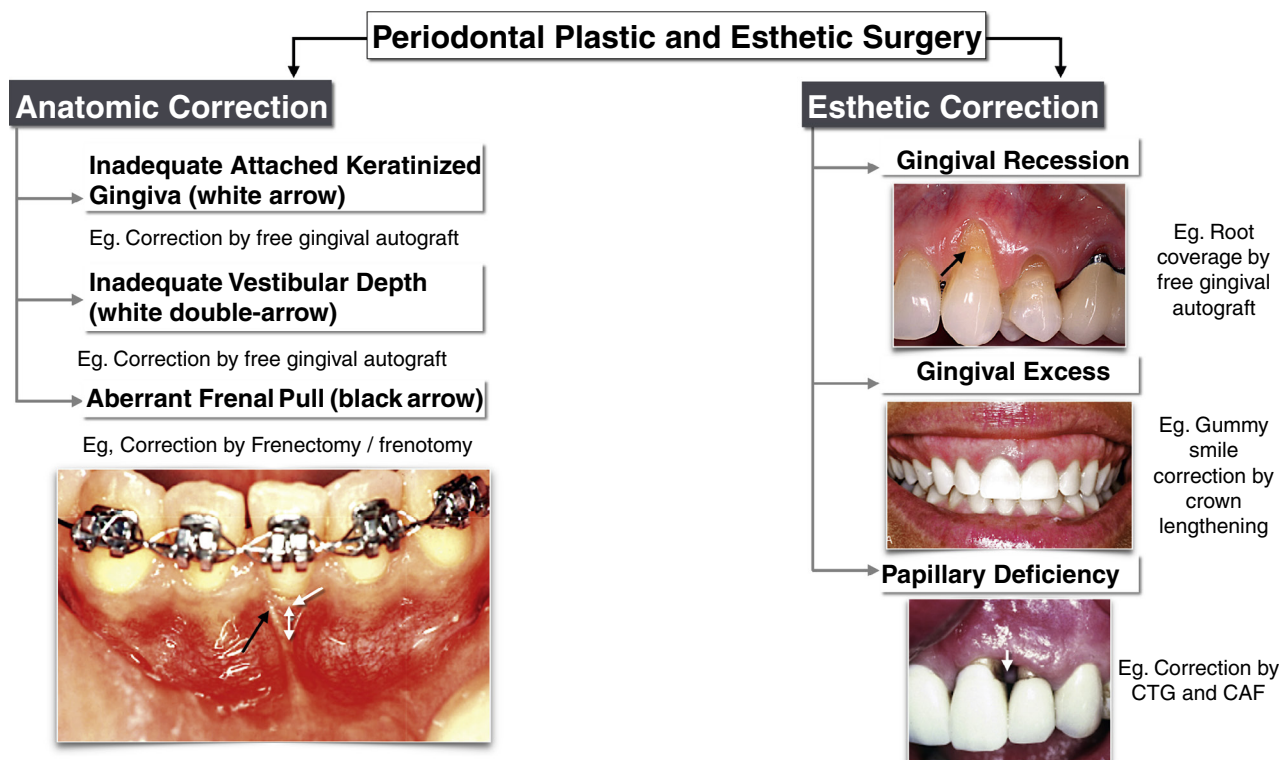 Periodontal Plastic and Esthetic Surgery
Anatomic Correction
Inadequate Attached Keratinized
Gingiva (white arrow)
Eg. Correction by free gingival autograft
Inadequate Vestibular Depth
(white double-arrow)
Eg. Correction by free gingival autograft
Aberrant Frenal Pull (black arrow)
Eg, Correction by Frenectomy / frenotomy
Esthetic Correction
Gingival Recession
Eg. Root
coverage by
free gingival
autograft
Gingival Excess
Eg. Gummy
smile
correction by
crown
lengthening
A
Papillary Deficiency
Eg. Correction by
CTG and CAF